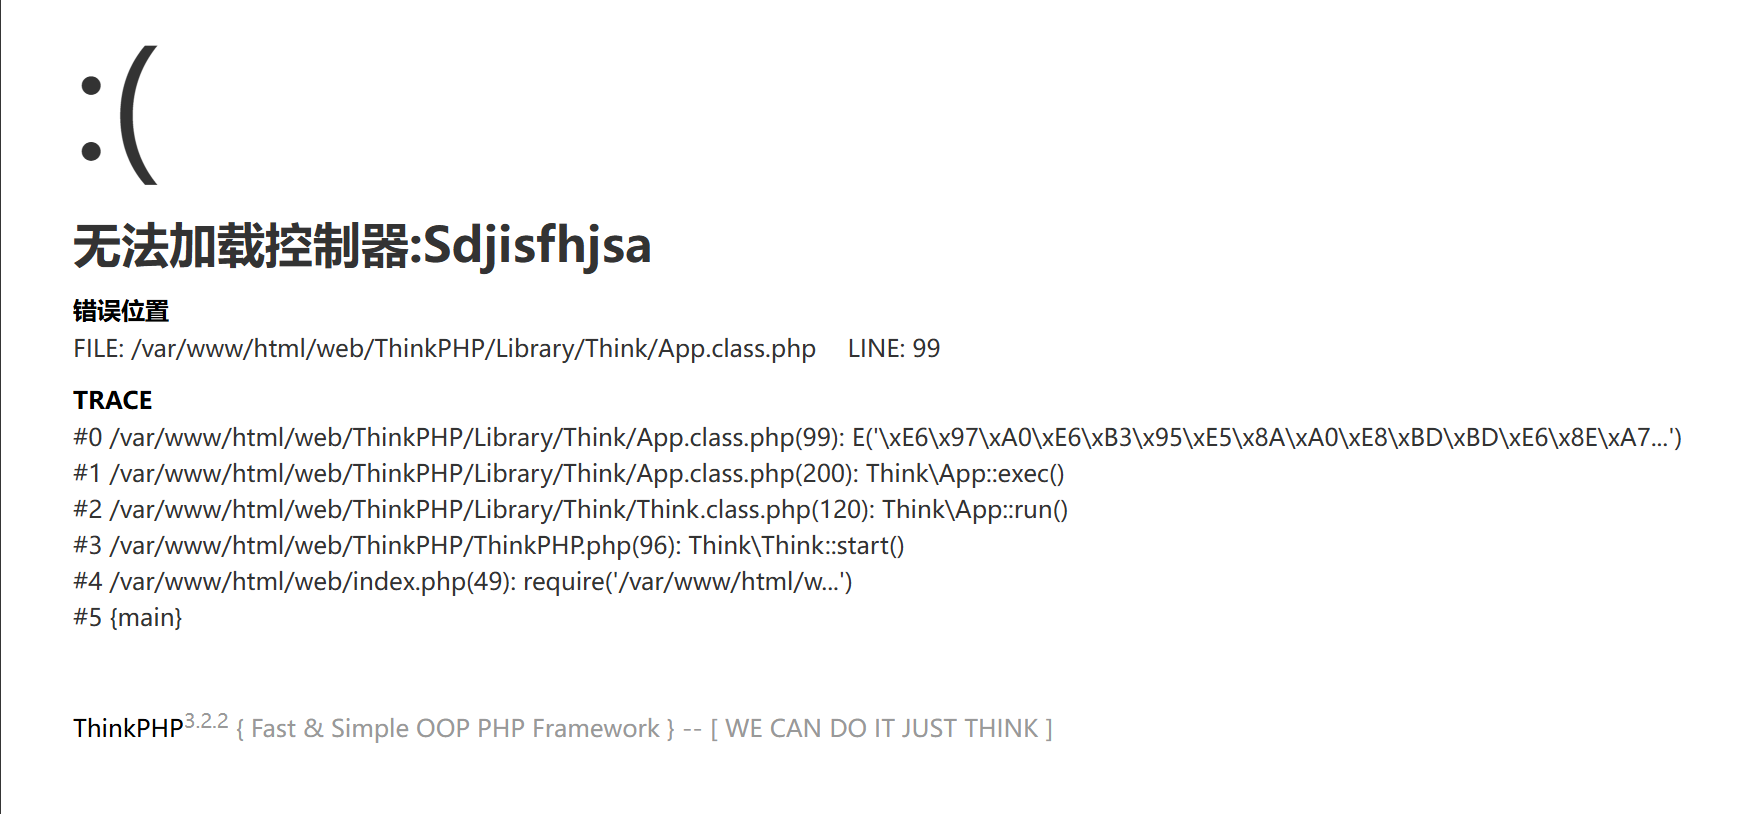 :(
无法加载控制器:Sdjisfhjsa
错误位置
FILE: /var/www/html/web/ThinkPHP/Library/Think/App.class.php LINE: 99
TRACE
#0 /var/www/html/web/ThinkPHP/Library/Think/App.class.php(99): E('\xE6\x97\xA0\xE6\xB3\x95\xE5\x8A\xA0\xE8\xBD\xBD\xE6\x8E\xA7...')
#1 /var/www/html/web/ThinkPHP/Library/Think/App.class.php(200): Think\App::exec()
#2 /var/www/html/web/ThinkPHP/Library/Think/Think.class.php(120): Think\App::run()
#3 /var/www/html/web/ThinkPHP/ThinkPHP.php(96): Think\Think::start()
#4 /var/www/html/web/index.php(49): require('/var/www/html/w...')
#5 {main}
ThinkPHP3.2.2 { Fast & Simple OOP PHP Framework } -- [ WE CAN DO IT JUST THINK ]